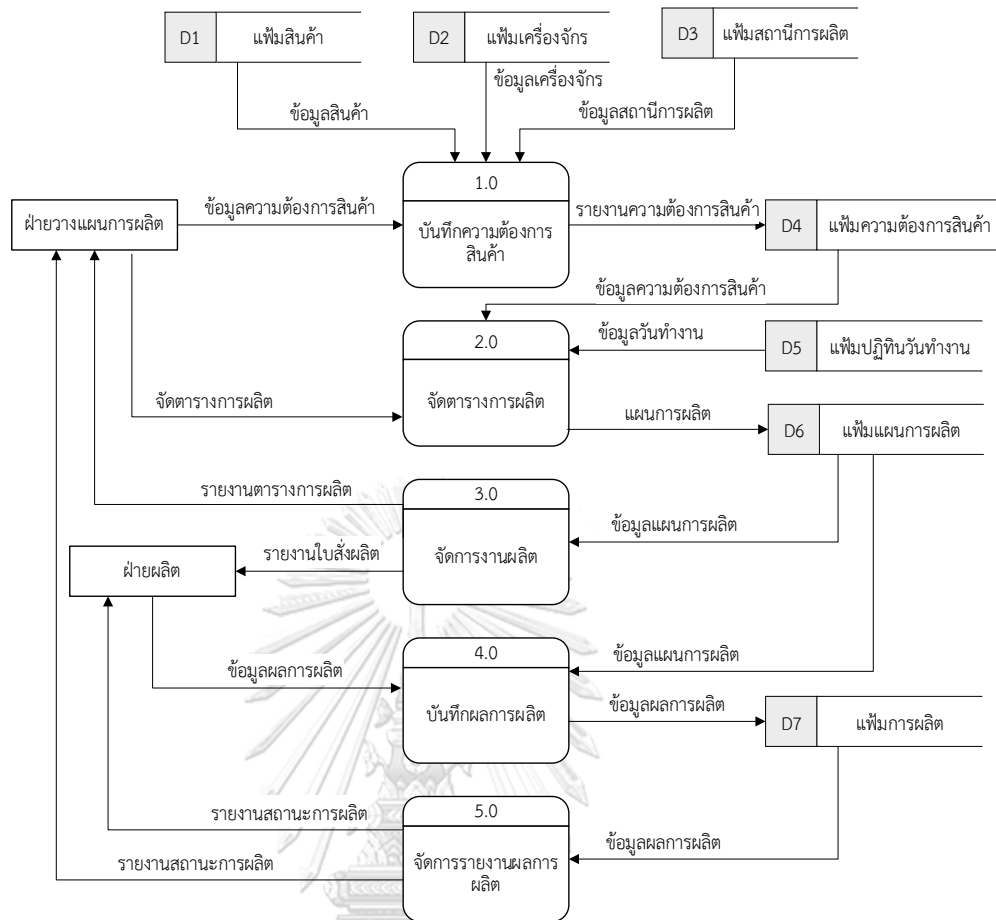 D1 แฟ้มสินค้า
D2 แฟ้มเครื่องจักร
D3 แฟ้มสถานีการผลิต
ข้อมูลเครื่องจักร
ข้อมูลสินค้า
ข้อมูลสถานีการผลิต
1.0
บันทึกความต้องการ
สินค้า
ฝ่ายวางแผนการผลิต
ข้อมูลความต้องการสินค้า
รายงานความต้องการสินค้า
D4 แฟ้มความต้องการสินค้า
ข้อมูลความต้องการสินค้า
2.0
จัดตารางการผลิต
ข้อมูลวันทำงาน
D5 แฟ้มปฏิทินวันทำงาน
จัดตารางการผลิต
แผนการผลิต
D6 แฟ้มแผนการผลิต
รายงานตารางการผลิต
3.0
จัดการงานผลิต
ข้อมูลแผนการผลิต
รายงานใบสั่งผลิต
ฝ่ายผลิต
4.0
บันทึกผลการผลิต
ข้อมูลแผนการผลิต
ข้อมูลผลการผลิต
ข้อมูลผลการผลิต
D7 แฟ้มการผลิต
5.0
จัดการรายงานผลการ
ผลิต
รายงานสถานะการผลิต
ข้อมูลผลการผลิต
รายงานสถานะการผลิต